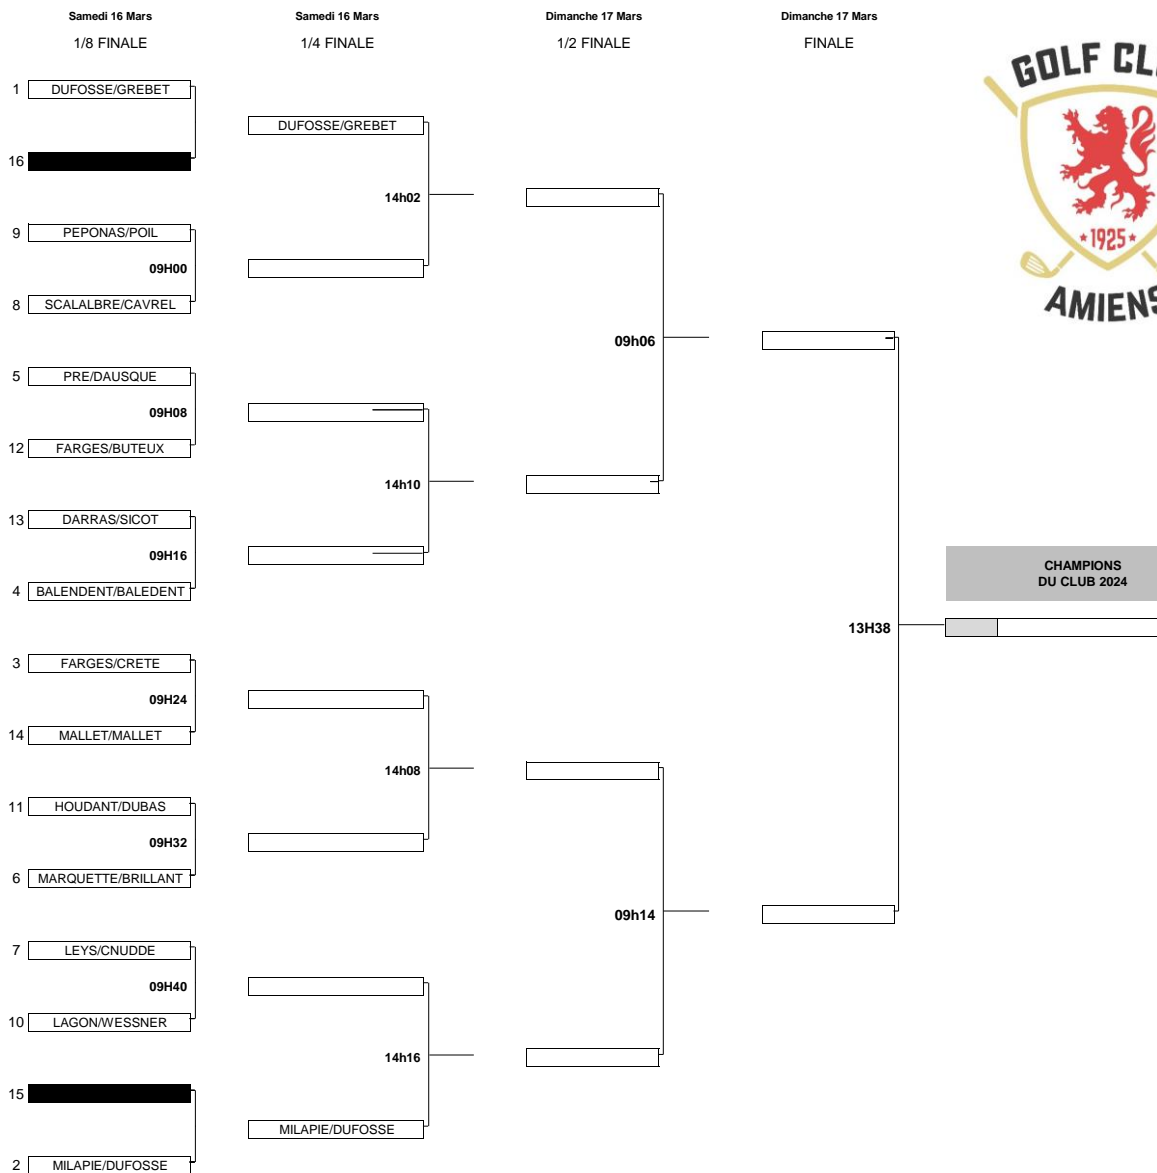 Samedi 16 Mars
Samedi 16 Mars
Dimanche 17 Mars
Dimanche 17 Mars
1/8 FINALE
1/4 FINALE
1/2 FINALE
FINALE
1 DUFOSSE/GREBET
16
9 PEPONAS/POIL
09H00
8 SCALALBRE/CAVREL
5 PRE/DAUSQUE
09H08
12 FARGES/BUTEUX
13 DARRAS/SICOT
09H16
4 BALENDENT/BALEDENT
3 FARGES/CRETE
09H24
14 MALLET/MALLET
11 HOUDANT/DUBAS
09H32
6 MARQUETTE/BRILLANT
7 LEYS/CNUDDE
09H40
10 LAGON/WESSNER
15
2 MILAPIE/DUFOSSE
DUFOSSE/GREBET
14h02
14h10
14h08
14h16
MILAPIE/DUFOSSE
09h06
09h14
13H38
CHAMPIONS
DU CLUB 2024
GOLF CL
1925
AMIENS